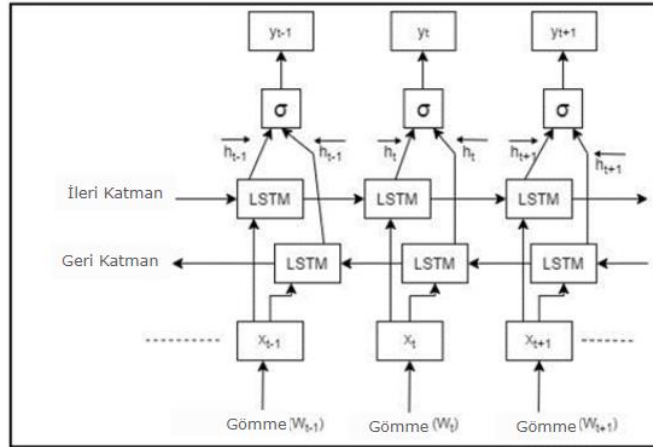 yt-1 yt yt+1
σ σ σ
ht-1 ht-1 ht ht ht+1 ht+1
İleri Katman LSTM LSTM LSTM
Geri Katman LSTM LSTM LSTM
xt-1 xt xt+1
Gömme(Wt-1) Gömme(Wt) Gömme(Wt+1)